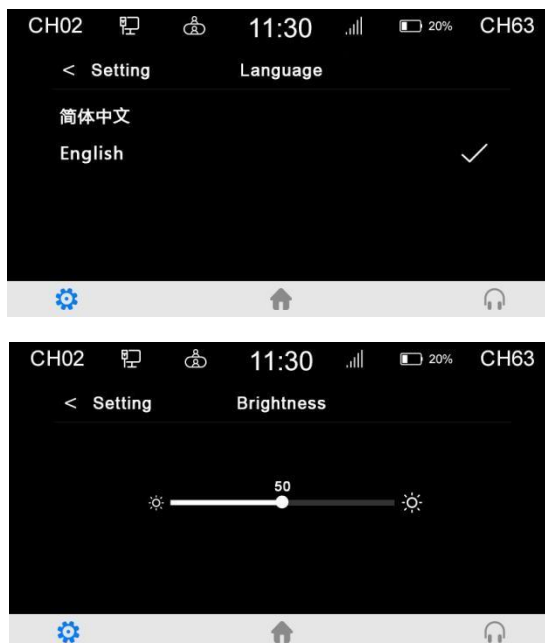 CH02 11:30 20% CH63
< Setting Language
简体中文
English
CH02 11:30 20% CH63
< Setting Brightness
50